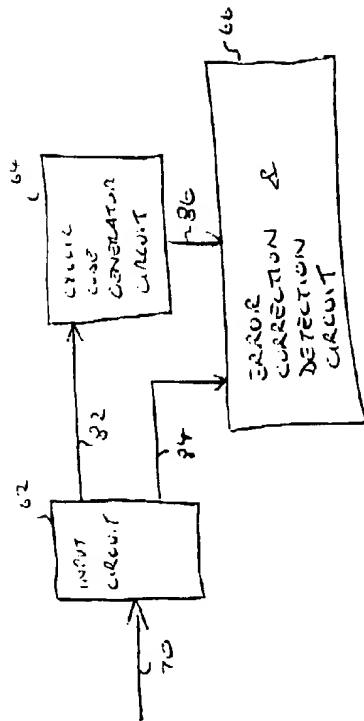 70
62
INPUT
CIRCUIT
82
84
64
CYCLIC
CODE
GENERATOR
CIRCUIT
86
66
ERROR
CORRECTION &
DETECTION
CIRCUIT